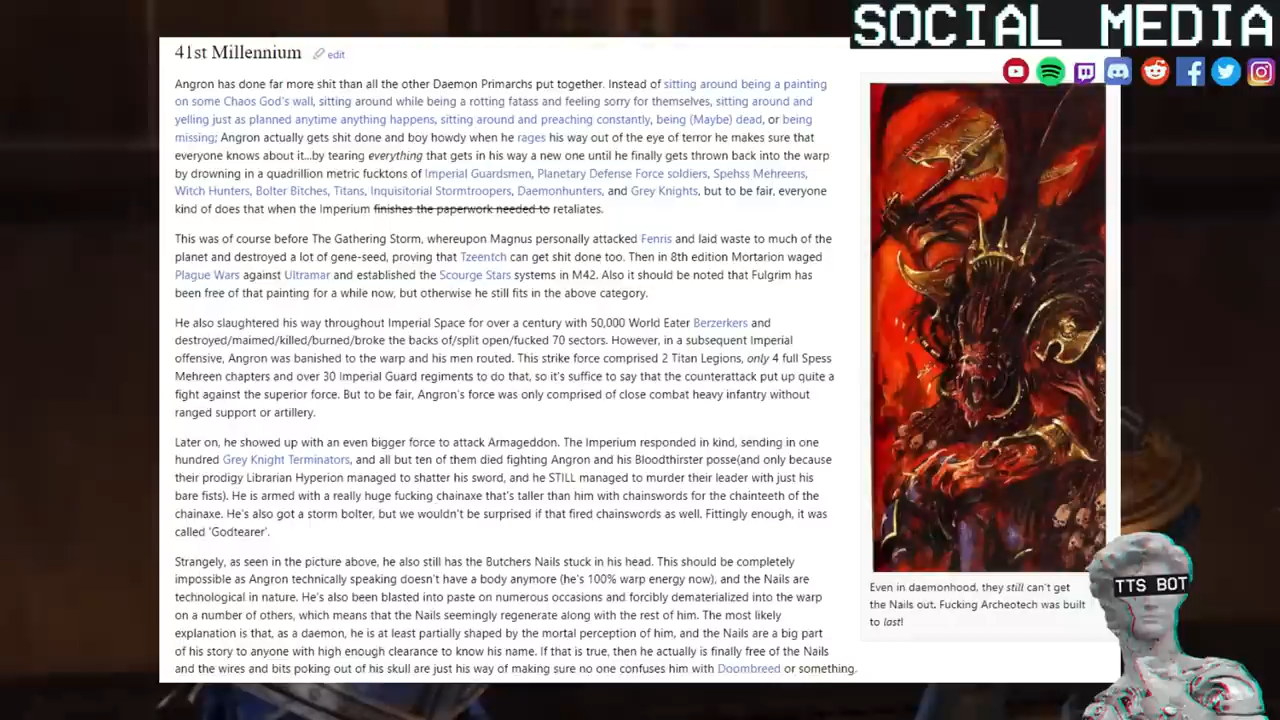 SOCIAL MEDIA
41st Millennium edit
Angron has done far more shit than all the other Daemon Primarchs put together. Instead of sitting around being a painting
on some Chaos God's wall, sitting around while being a rotting fatass and feeling sorry for themselves, sitting around and
yelling just as planned anytime anything happens, sitting around and preaching constantly, being (Maybe) dead, or being
missing; Angron actually gets shit done and boy howdy when he rages his way out of the eye of terror he makes sure that
everyone knows about it...by tearing everything that gets in his way a new one until he finally gets thrown back into the warp
by drowning in a quadrillion metric fucktons of Imperial Guardsmen, Planetary Defense Force soldiers, Spehss Mehreens,
Witch Hunters, Bolter Bitches, Titans, Inquisitorial Stormtroopers, Daemonhunters, and Grey Knights, but to be fair, everyone
kind of does that when the Imperium finishes the paperwork needed to retaliates.
This was of course before The Gathering Storm, whereupon Magnus personally attacked Fenris and laid waste to much of the
planet and destroyed a lot of gene-seed, proving that Tzeentch can get shit done too. Then in 8th edition Mortarion waged
Plague Wars against Ultramar and established the Scourge Stars systems in M42. Also it should be noted that Fulgrim has
been free of that painting for a while now, but otherwise he still fits in the above category.
He also slaughtered his way throughout Imperial Space for over a century with 50,000 World Eater Berzerkers and
destroyed/maimed/killed/burned/broke the backs of/split open/fucked 70 sectors. However, in a subsequent Imperial
offensive, Angron was banished to the warp and his men routed. This strike force comprised 2 Titan Legions, only 4 full Spess
Mehreen chapters and over 30 Imperial Guard regiments to do that, so it's suffice to say that the counterattack put up quite a
fight against the superior force. But to be fair, Angron's force was only comprised of close combat heavy infantry without
ranged support or artillery.
Later on, he showed up with an even bigger force to attack Armageddon. The Imperium responded in kind, sending in one
hundred Grey Knight Terminators, and all but ten of them died fighting Angron and his Bloodthirster posse(and only because
their prodigy Librarian Hyperion managed to shatter his sword, and he STILL managed to murder their leader with just his
bare fists). He is armed with a really huge fucking chainaxe that's taller than him with chainswords for the chainteeth of the
chainaxe. He's also got a storm bolter, but we wouldn't be surprised if that fired chainswords as well. Fittingly enough, it was
called 'Godtearer'.
Strangely, as seen in the picture above, he also still has the Butchers Nails stuck in his head. This should be completely
impossible as Angron technically speaking doesn't have a body anymore (he's 100% warp energy now), and the Nails are
technological in nature. He's also been blasted into paste on numerous occasions and forcibly dematerialized into the warp
on a number of others, which means that the Nails seemingly regenerate along with the rest of him. The most likely
explanation is that, as a daemon, he is at least partially shaped by the mortal perception of him, and the Nails are a big part
of his story to anyone with high enough clearance to know his name. If that is true, then he actually is finally free of the Nails
and the wires and bits poking out of his skull are just his way of making sure no one confuses him with Doombreed or something.
Even in daemonhood, they still can't get
the Nails out. Fucking Archeotech was built
to last!
TTS BOT